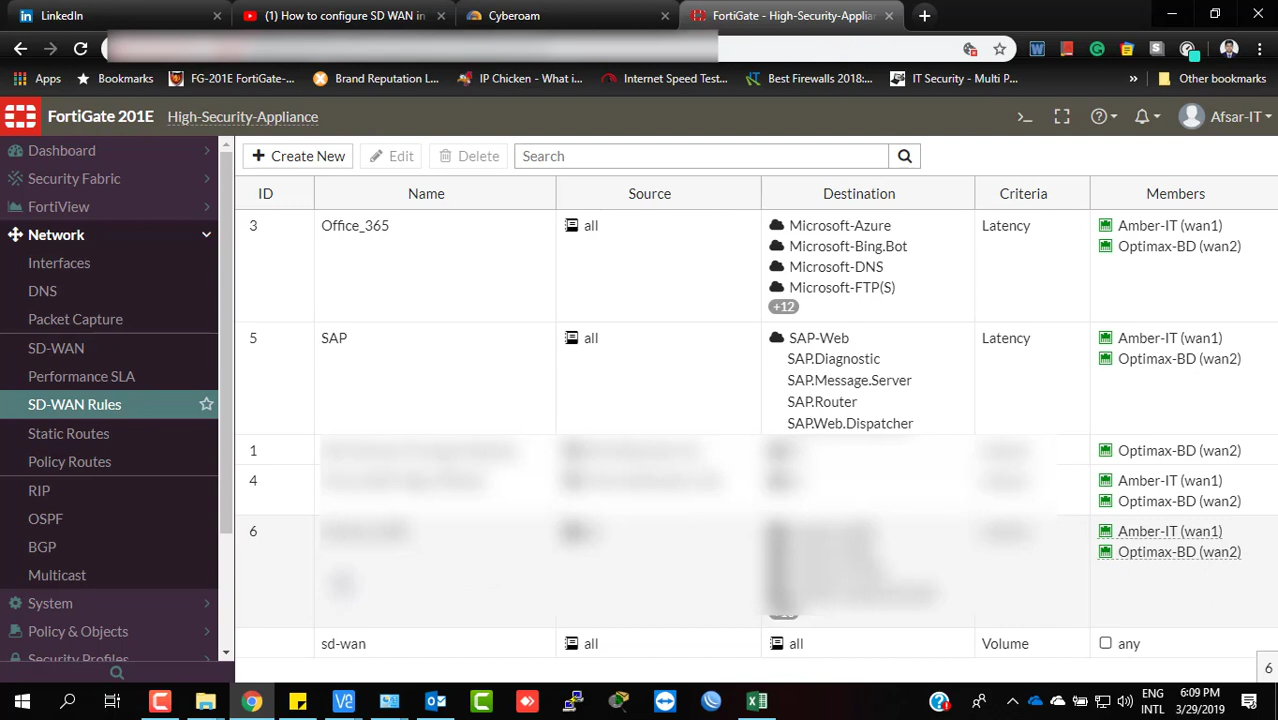 LinkedIn
(1) How to configure SD WAN in
Cyberoam
FortiGate - High-Security-Applia
Apps
Bookmarks
FG-201E FortiGate-...
Brand Reputation L...
IP Chicken - What i...
Internet Speed Test...
Best Firewalls 2018:...
IT Security - Multi P...
»
Other bookmarks
FortiGate 201E
High-Security-Appliance
Afsar-IT
Dashboard
Security Fabric
FortiView
Network
Interfaces
DNS
Packet Capture
SD-WAN
Performance SLA
SD-WAN Rules
Static Routes
Policy Routes
RIP
OSPF
BGP
Multicast
System
Policy & Objects
Security Profiles
+ Create New
Edit
Delete
Search
ID Name Source Destination Criteria Members
3 Office_365 all Microsoft-Azure Latency Amber-IT (wan1)
Microsoft-Bing.Bot Optimax-BD (wan2)
Microsoft-DNS
Microsoft-FTP(S)
+12
5 SAP all SAP-Web Latency Amber-IT (wan1)
SAP.Diagnostic Optimax-BD (wan2)
SAP.Message.Server
SAP.Router
SAP.Web.Dispatcher
1 Optimax-BD (wan2)
4 Amber-IT (wan1)
Optimax-BD (wan2)
6 Amber-IT (wan1)
Optimax-BD (wan2)
sd-wan all all Volume any
6
ENG 6:09 PM
INTL 3/29/2019